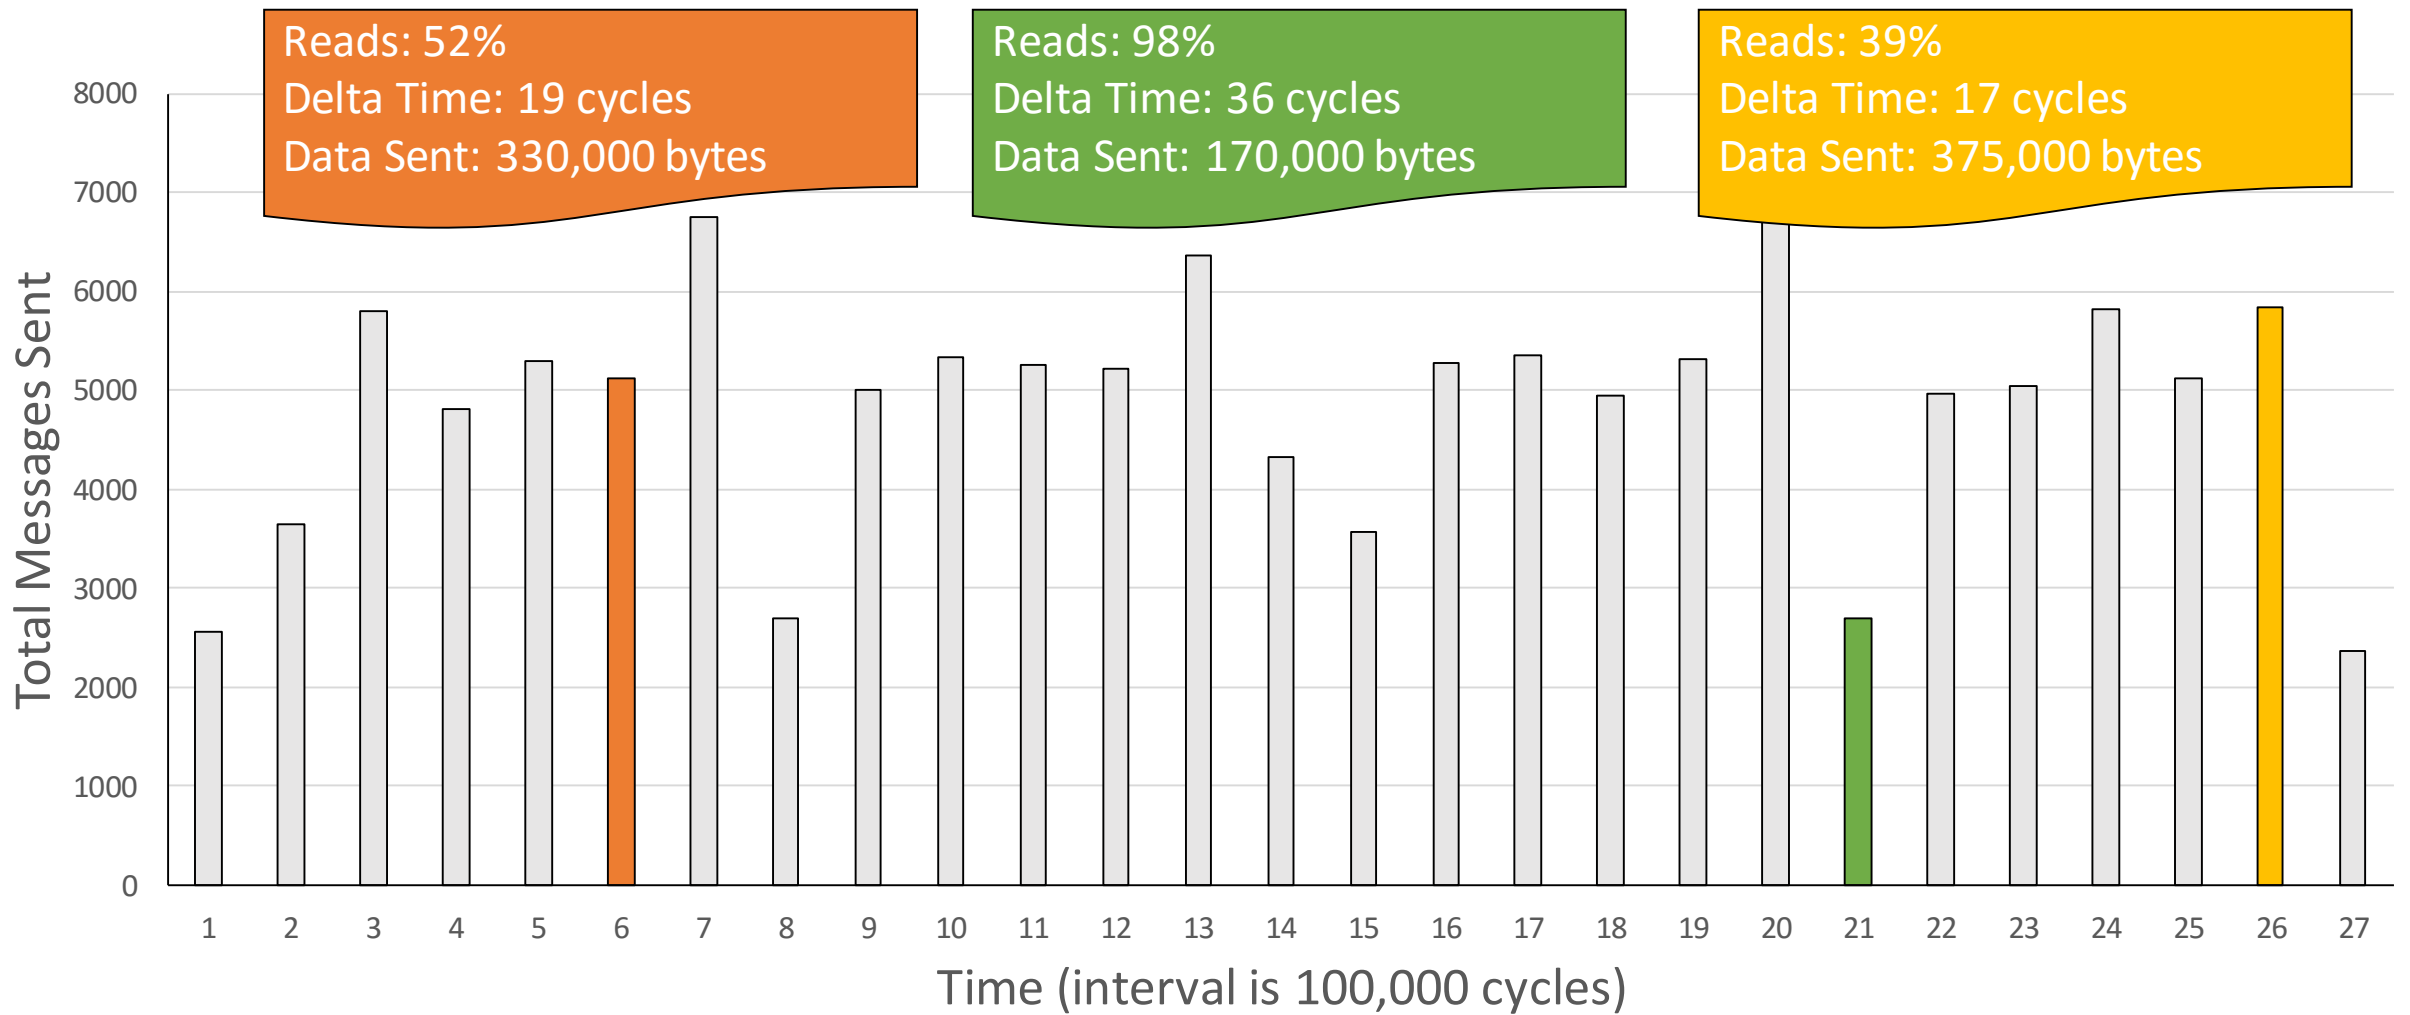 Reads: 52%
Delta Time: 19 cycles
Data Sent: 330,000 bytes
Reads: 98%
Delta Time: 36 cycles
Data Sent: 170,000 bytes
Reads: 39%
Delta Time: 17 cycles
Data Sent: 375,000 bytes
Total Messages Sent
8000
7000
6000
5000
4000
3000
2000
1000
0
1 2 3 4 5 6 7 8 9 10 11 12 13 14 15 16 17 18 19 20 21 22 23 24 25 26 27
Time (interval is 100,000 cycles)